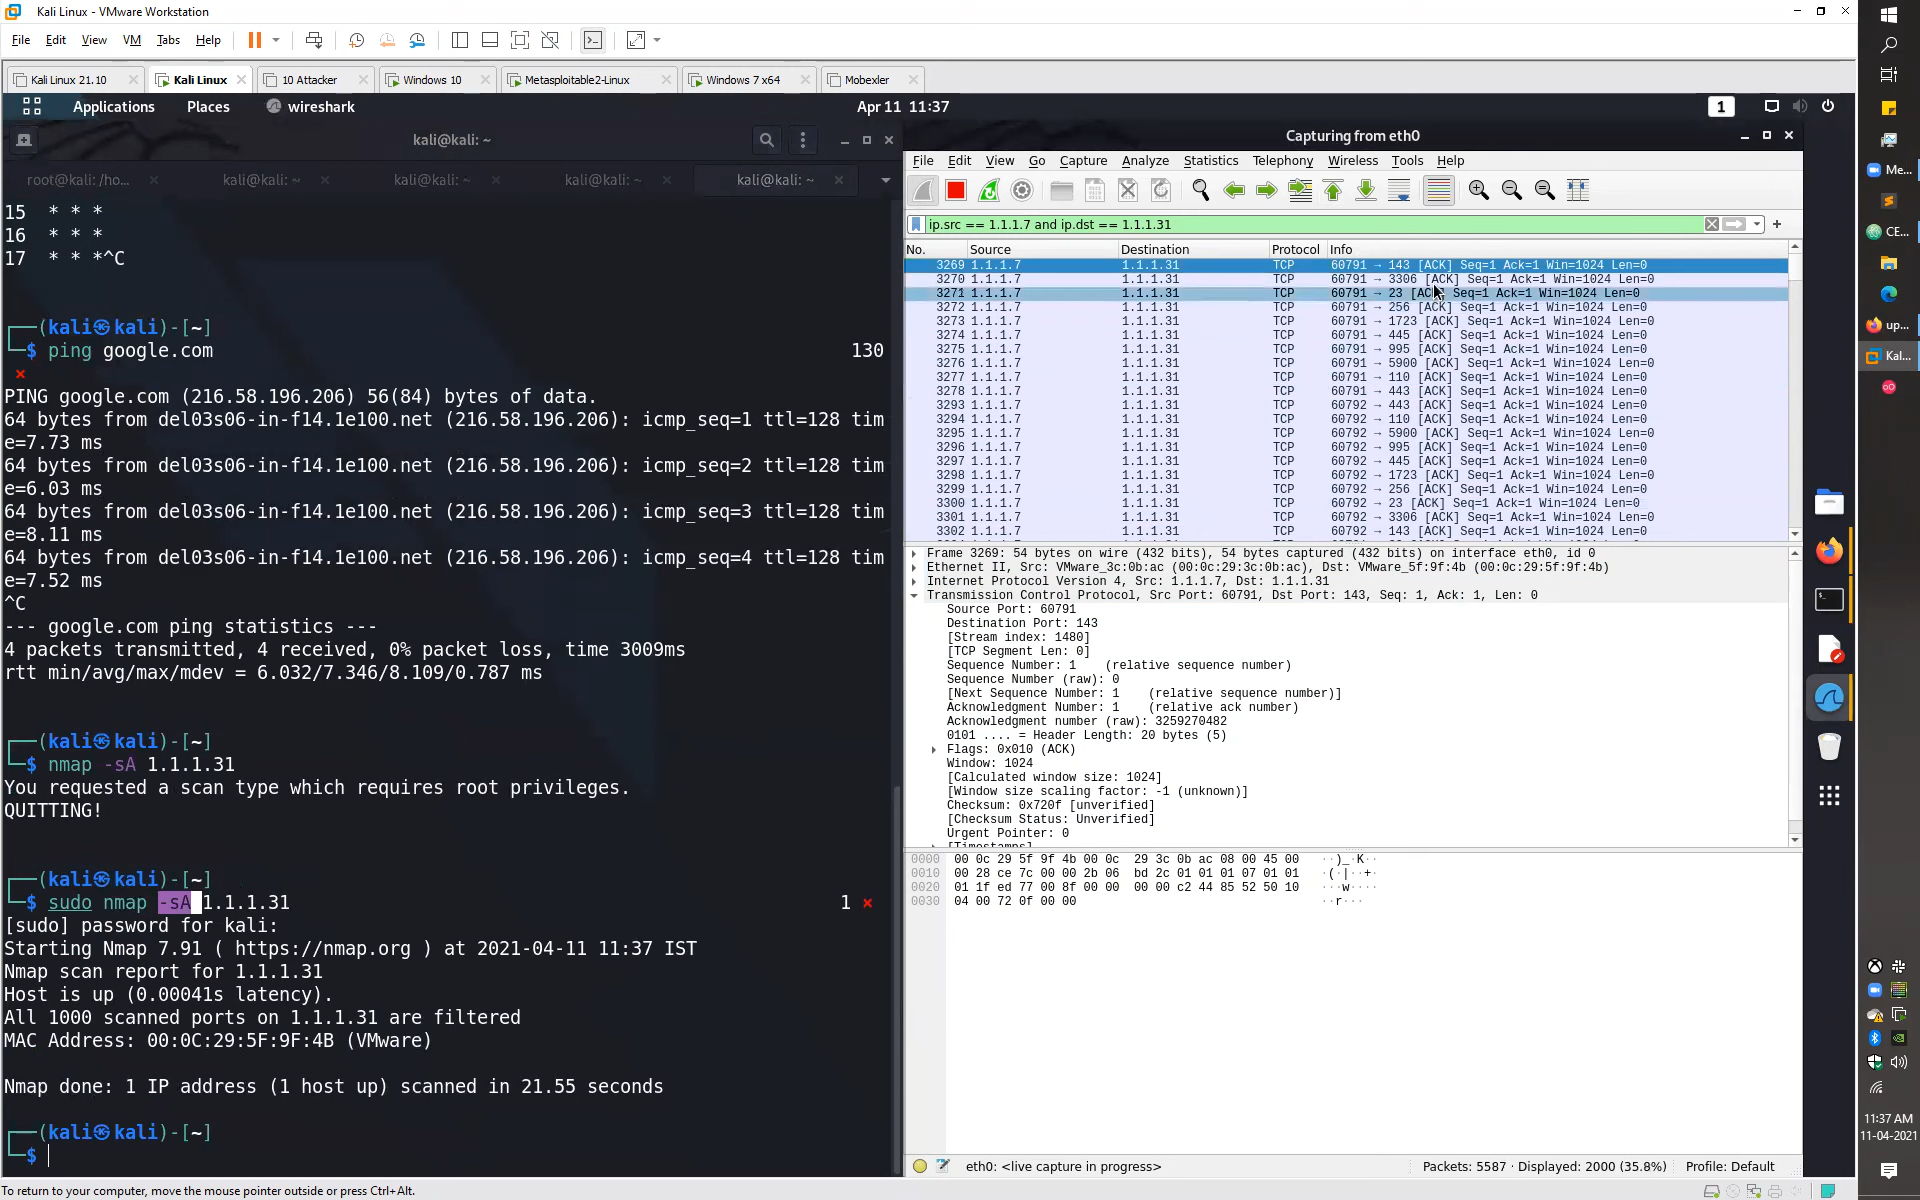 Kali Linux - VMware Workstation
File Edit View VM Tabs Help
Kali Linux 21.10
Kali Linux
10 Attacker
Windows 10
Metasploitable2-Linux
Windows 7 x64
Mobexler
Applications Places wireshark Apr 11 11:37 1
kali@kali: ~
root@kali: /ho... × kali@kali: ~ × kali@kali: ~ × kali@kali: ~ × kali@kali: ~ ×
15 * * *
16 * * *
17 * * *^C
(kali㉿kali)-[~]
$ ping google.com 130
×
PING google.com (216.58.196.206) 56(84) bytes of data.
64 bytes from del03s06-in-f14.1e100.net (216.58.196.206): icmp_seq=1 ttl=128 tim
e=7.73 ms
64 bytes from del03s06-in-f14.1e100.net (216.58.196.206): icmp_seq=2 ttl=128 tim
e=6.03 ms
64 bytes from del03s06-in-f14.1e100.net (216.58.196.206): icmp_seq=3 ttl=128 tim
e=8.11 ms
64 bytes from del03s06-in-f14.1e100.net (216.58.196.206): icmp_seq=4 ttl=128 tim
e=7.52 ms
^C
--- google.com ping statistics ---
4 packets transmitted, 4 received, 0% packet loss, time 3009ms
rtt min/avg/max/mdev = 6.032/7.346/8.109/0.787 ms
(kali㉿kali)-[~]
$ nmap -sA 1.1.1.31
You requested a scan type which requires root privileges.
QUITTING!
(kali㉿kali)-[~]
$ sudo nmap -sA 1.1.1.31 1 ×
[sudo] password for kali:
Starting Nmap 7.91 ( https://nmap.org ) at 2021-04-11 11:37 IST
Nmap scan report for 1.1.1.31
Host is up (0.00041s latency).
All 1000 scanned ports on 1.1.1.31 are filtered
MAC Address: 00:0C:29:5F:9F:4B (VMware)
Nmap done: 1 IP address (1 host up) scanned in 21.55 seconds
(kali㉿kali)-[~]
$
Capturing from eth0
File Edit View Go Capture Analyze Statistics Telephony Wireless Tools Help
ip.src == 1.1.1.7 and ip.dst == 1.1.1.31
No. Source Destination Protocol Info
3269 1.1.1.7 1.1.1.31 TCP 60791 → 143 [ACK] Seq=1 Ack=1 Win=1024 Len=0
3270 1.1.1.7 1.1.1.31 TCP 60791 → 3306 [ACK] Seq=1 Ack=1 Win=1024 Len=0
3271 1.1.1.7 1.1.1.31 TCP 60791 → 23 [ACK] Seq=1 Ack=1 Win=1024 Len=0
3272 1.1.1.7 1.1.1.31 TCP 60791 → 256 [ACK] Seq=1 Ack=1 Win=1024 Len=0
3273 1.1.1.7 1.1.1.31 TCP 60791 → 1723 [ACK] Seq=1 Ack=1 Win=1024 Len=0
3274 1.1.1.7 1.1.1.31 TCP 60791 → 445 [ACK] Seq=1 Ack=1 Win=1024 Len=0
3275 1.1.1.7 1.1.1.31 TCP 60791 → 995 [ACK] Seq=1 Ack=1 Win=1024 Len=0
3276 1.1.1.7 1.1.1.31 TCP 60791 → 5900 [ACK] Seq=1 Ack=1 Win=1024 Len=0
3277 1.1.1.7 1.1.1.31 TCP 60791 → 110 [ACK] Seq=1 Ack=1 Win=1024 Len=0
3278 1.1.1.7 1.1.1.31 TCP 60791 → 443 [ACK] Seq=1 Ack=1 Win=1024 Len=0
3293 1.1.1.7 1.1.1.31 TCP 60792 → 443 [ACK] Seq=1 Ack=1 Win=1024 Len=0
3294 1.1.1.7 1.1.1.31 TCP 60792 → 110 [ACK] Seq=1 Ack=1 Win=1024 Len=0
3295 1.1.1.7 1.1.1.31 TCP 60792 → 5900 [ACK] Seq=1 Ack=1 Win=1024 Len=0
3296 1.1.1.7 1.1.1.31 TCP 60792 → 995 [ACK] Seq=1 Ack=1 Win=1024 Len=0
3297 1.1.1.7 1.1.1.31 TCP 60792 → 445 [ACK] Seq=1 Ack=1 Win=1024 Len=0
3298 1.1.1.7 1.1.1.31 TCP 60792 → 1723 [ACK] Seq=1 Ack=1 Win=1024 Len=0
3299 1.1.1.7 1.1.1.31 TCP 60792 → 256 [ACK] Seq=1 Ack=1 Win=1024 Len=0
3300 1.1.1.7 1.1.1.31 TCP 60792 → 23 [ACK] Seq=1 Ack=1 Win=1024 Len=0
3301 1.1.1.7 1.1.1.31 TCP 60792 → 3306 [ACK] Seq=1 Ack=1 Win=1024 Len=0
3302 1.1.1.7 1.1.1.31 TCP 60792 → 143 [ACK] Seq=1 Ack=1 Win=1024 Len=0
Frame 3269: 54 bytes on wire (432 bits), 54 bytes captured (432 bits) on interface eth0, id 0
Ethernet II, Src: VMware_3c:0b:ac (00:0c:29:3c:0b:ac), Dst: VMware_5f:9f:4b (00:0c:29:5f:9f:4b)
Internet Protocol Version 4, Src: 1.1.1.7, Dst: 1.1.1.31
Transmission Control Protocol, Src Port: 60791, Dst Port: 143, Seq: 1, Ack: 1, Len: 0
Source Port: 60791
Destination Port: 143
[Stream index: 1480]
[TCP Segment Len: 0]
Sequence Number: 1 (relative sequence number)
Sequence Number (raw): 0
[Next Sequence Number: 1 (relative sequence number)]
Acknowledgment Number: 1 (relative ack number)
Acknowledgment number (raw): 3259270482
0101 .... = Header Length: 20 bytes (5)
Flags: 0x010 (ACK)
Window: 1024
[Calculated window size: 1024]
[Window size scaling factor: -1 (unknown)]
Checksum: 0x720f [unverified]
[Checksum Status: Unverified]
Urgent Pointer: 0
[Timestamps]
0000 00 0c 29 5f 9f 4b 00 0c 29 3c 0b ac 08 00 45 00 ··)_·K··
0010 00 28 ce 7c 00 00 2b 06 bd 2c 01 01 01 07 01 01 ·(·|··+·
0020 01 1f ed 77 00 8f 00 00 00 00 c2 44 85 52 50 10 ···w····
0030 04 00 72 0f 00 00 ··r···
eth0: <live capture in progress> Packets: 5587 · Displayed: 2000 (35.8%) Profile: Default
Me...
CE...
up...
Kal...
11:37 AM
11-04-2021
To return to your computer, move the mouse pointer outside or press Ctrl+Alt.